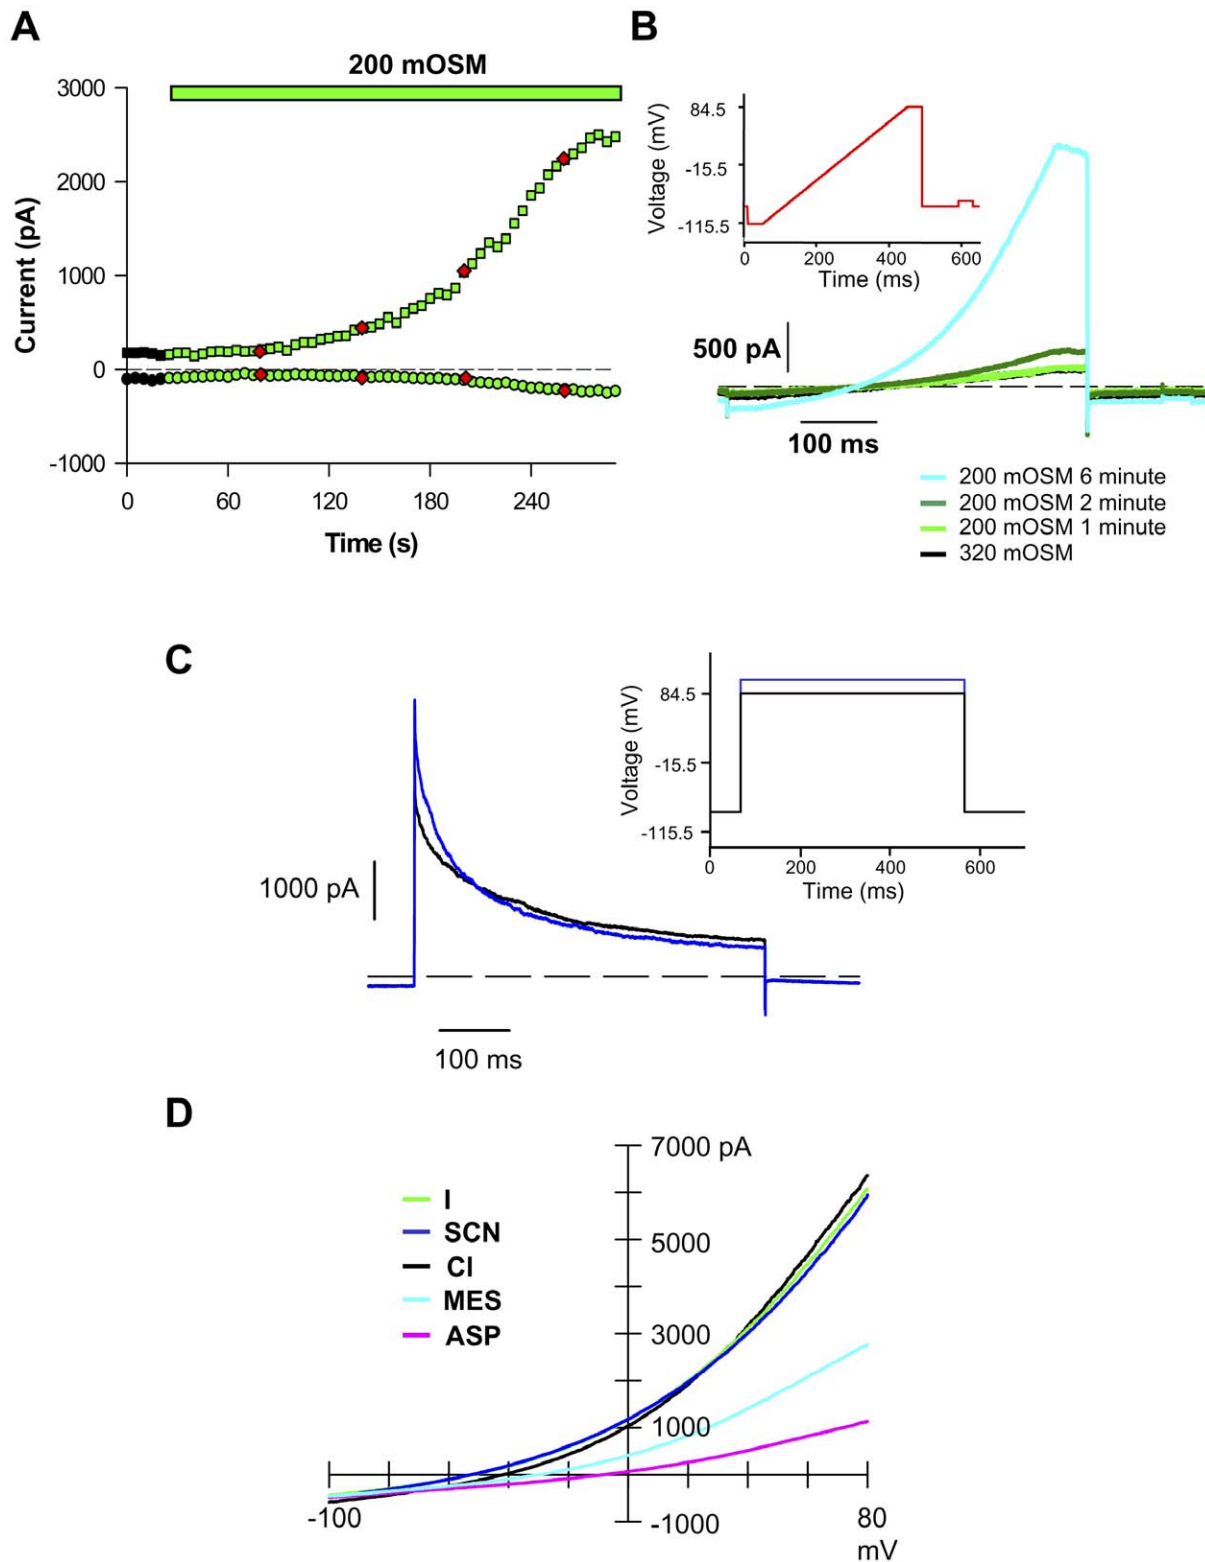 A
200 mOSM
3000
2000
1000
0
-1000
Current (pA)
0 60 120 180 240
Time (s)
B
84.5
-15.5
-115.5
Voltage (mV)
0 200 400 600
Time (ms)
500 pA
100 ms
200 mOSM 6 minute
200 mOSM 2 minute
200 mOSM 1 minute
320 mOSM
C
1000 pA
100 ms
84.5
-15.5
-115.5
Voltage (mV)
0 200 400 600
Time (ms)
D
I
SCN
Cl
MES
ASP
7000 pA
5000
3000
1000
-1000
-100
80
mV